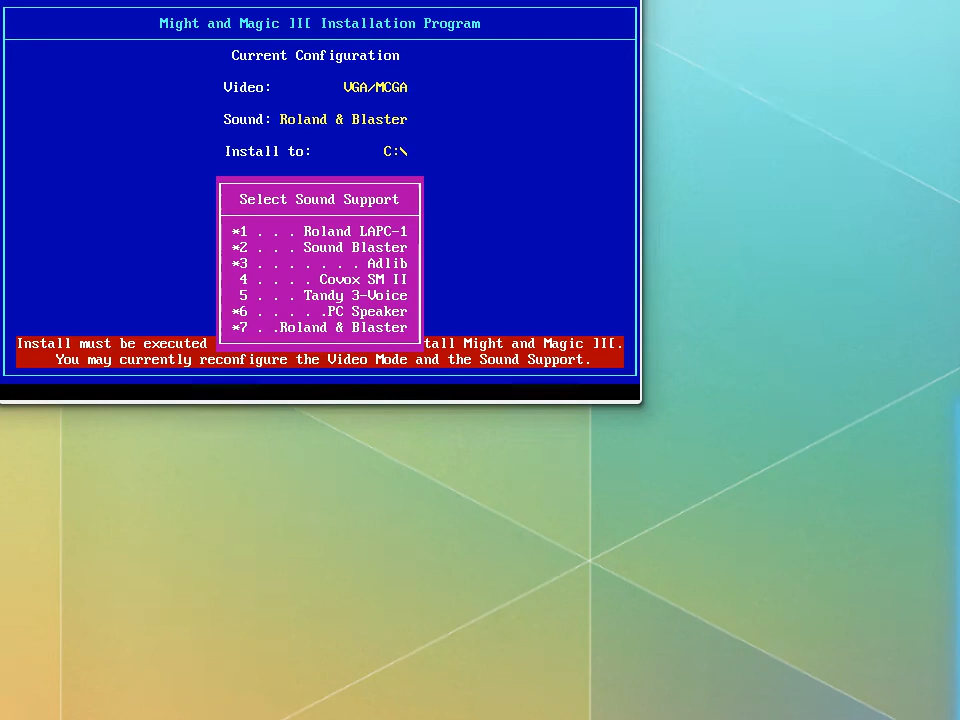 Might and Magic III Installation Program
Current Configuration
Video: VGA/MCGA
Sound: Roland & Blaster
Install to: C:\
Select Sound Support
*1 . . . Roland LAPC-1
*2 . . . Sound Blaster
*3 . . . . . . . Adlib
4 . . . . Covox SM II
5 . . . Tandy 3-Voice
*6 . . . . .PC Speaker
*7 . .Roland & Blaster
Install must be executed tall Might and Magic III.
You may currently reconfigure the Video Mode and the Sound Support.